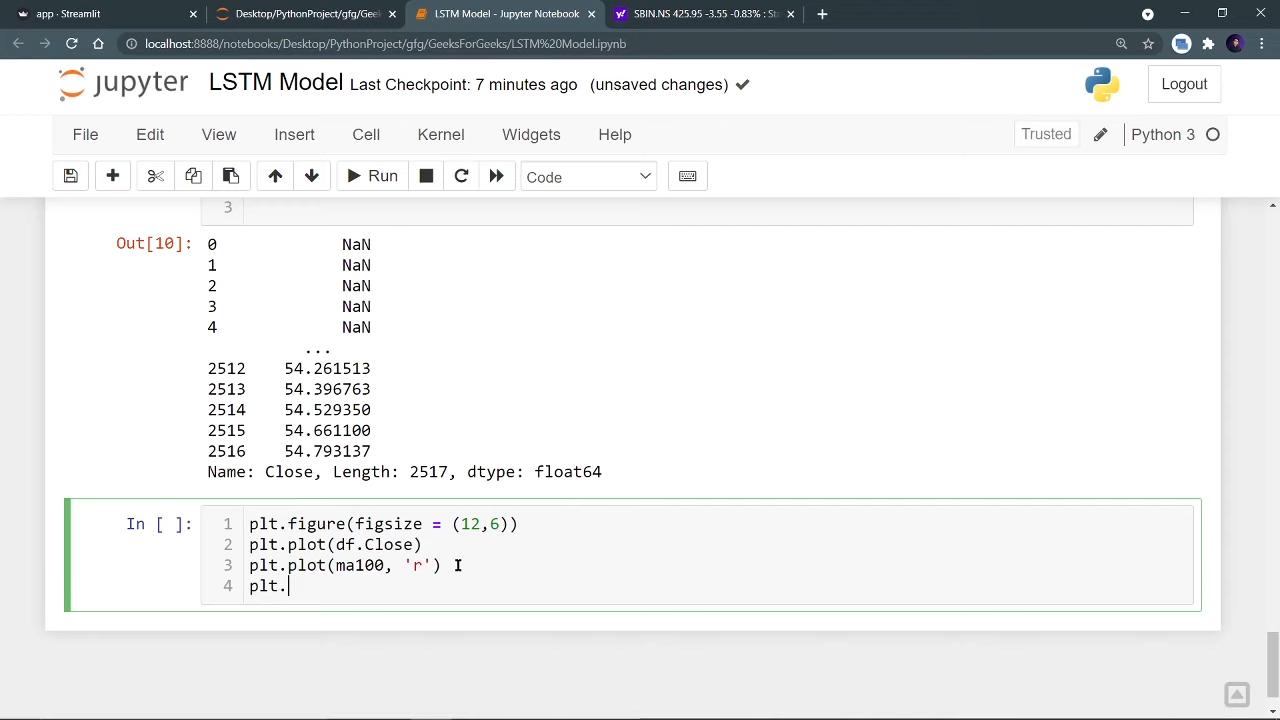 app · Streamlit
Desktop/PythonProject/gfg/Geek
LSTM Model - Jupyter Notebook
SBIN.NS 425.95 -3.55 -0.83% : St
localhost:8888/notebooks/Desktop/PythonProject/gfg/GeeksForGeeks/LSTM%20Model.ipynb
jupyter LSTM Model Last Checkpoint: 7 minutes ago (unsaved changes)
Logout
File Edit View Insert Cell Kernel Widgets Help
Trusted
Python 3
Run
Code
3
Out[10]: 0 NaN
1 NaN
2 NaN
3 NaN
4 NaN
...
2512 54.261513
2513 54.396763
2514 54.529350
2515 54.661100
2516 54.793137
Name: Close, Length: 2517, dtype: float64
In [ ]: 1 plt.figure(figsize = (12,6))
2 plt.plot(df.Close)
3 plt.plot(ma100, 'r')
4 plt.